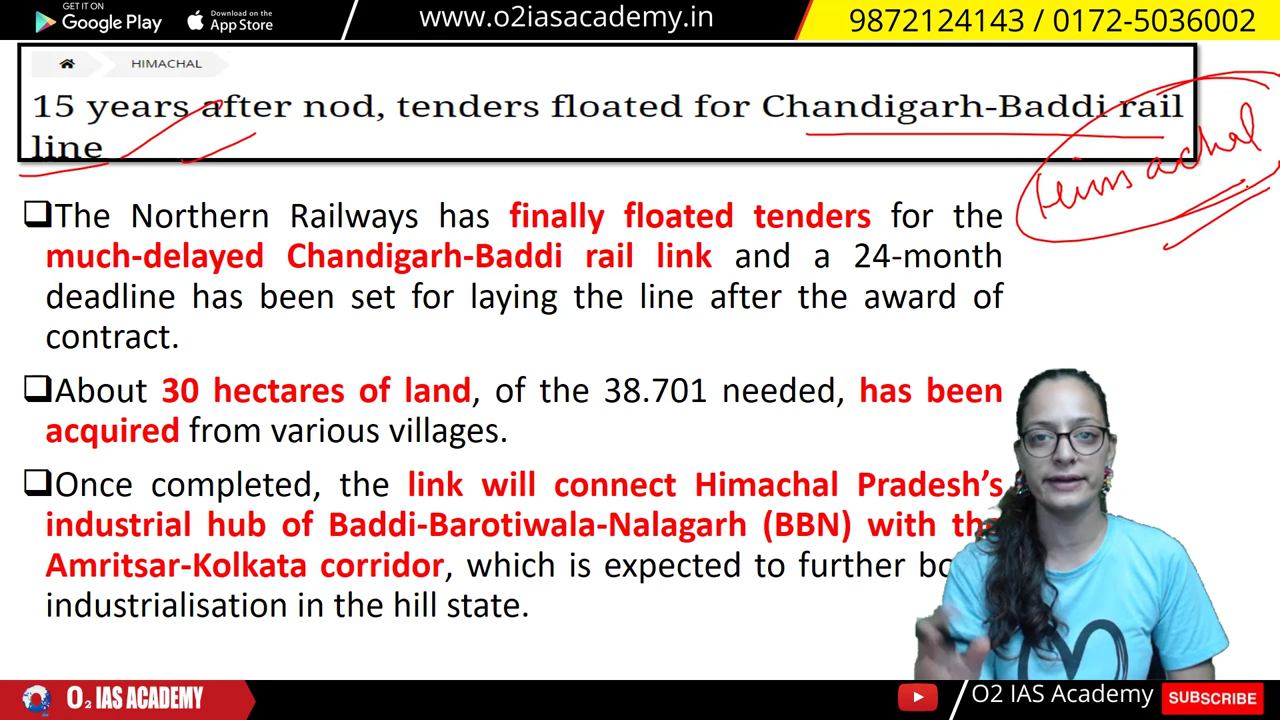 GET IT ON
Google Play
Download on the
App Store
www.o2iasacademy.in
9872124143 / 0172-5036002
HIMACHAL
15 years after nod, tenders floated for Chandigarh-Baddi rail
line
Himachal
The Northern Railways has finally floated tenders for the
much-delayed Chandigarh-Baddi rail link and a 24-month
deadline has been set for laying the line after the award of
contract.
About 30 hectares of land, of the 38.701 needed, has been
acquired from various villages.
Once completed, the link will connect Himachal Pradesh's
industrial hub of Baddi-Barotiwala-Nalagarh (BBN) with the
Amritsar-Kolkata corridor, which is expected to further
industrialisation in the hill state.
O2 IAS ACADEMY
O2 IAS Academy
SUBSCRIBE